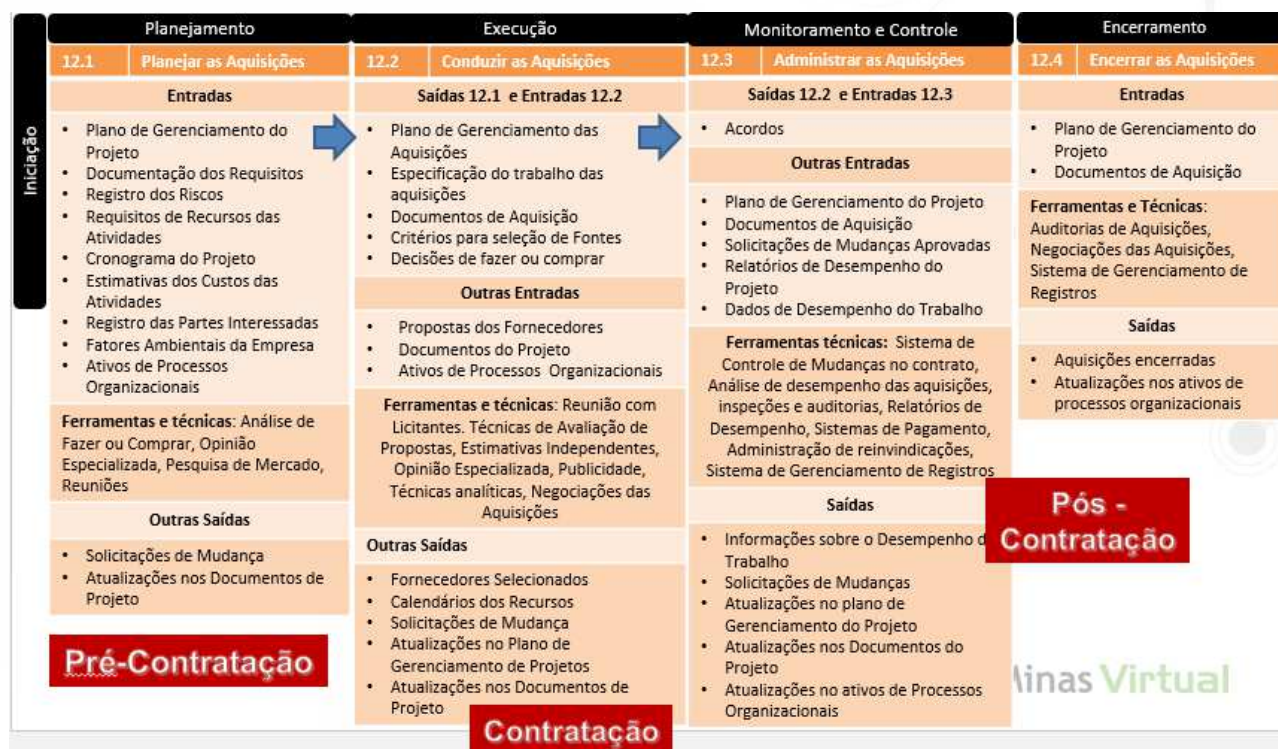 Iniciação
Planejamento
12.1 Planejar as Aquisições
Entradas
• Plano de Gerenciamento do
Projeto
• Documentação dos Requisitos
• Registro dos Riscos
• Requisitos de Recursos das
Atividades
• Cronograma do Projeto
• Estimativas dos Custos das
Atividades
• Registro das Partes Interessadas
• Fatores Ambientais da Empresa
• Ativos de Processos
Organizacionais
Ferramentas e técnicas: Análise de
Fazer ou Comprar, Opinião
Especializada, Pesquisa de Mercado,
Reuniões
Outras Saídas
• Solicitações de Mudança
• Atualizações nos Documentos de
Projeto
Pré-Contratação
Execução
12.2 Conduzir as Aquisições
Saídas 12.1 e Entradas 12.2
• Plano de Gerenciamento das
Aquisições
• Especificação do trabalho das
aquisições
• Documentos de Aquisição
• Critérios para seleção de Fontes
• Decisões de fazer ou comprar
Outras Entradas
• Propostas dos Fornecedores
• Documentos do Projeto
• Ativos de Processos Organizacionais
Ferramentas e técnicas: Reunião com
Licitantes. Técnicas de Avaliação de
Propostas, Estimativas Independentes,
Opinião Especializada, Publicidade,
Técnicas analíticas, Negociações das
Aquisições
Outras Saídas
• Fornecedores Selecionados
• Calendários dos Recursos
• Solicitações de Mudança
• Atualizações no Plano de
Gerenciamento de Projetos
• Atualizações nos Documentos de
Projeto
Contratação
Monitoramento e Controle
12.3 Administrar as Aquisições
Saídas 12.2 e Entradas 12.3
• Acordos
Outras Entradas
• Plano de Gerenciamento do Projeto
• Documentos de Aquisição
• Solicitações de Mudanças Aprovadas
• Relatórios de Desempenho do
Projeto
• Dados de Desempenho do Trabalho
Ferramentas técnicas: Sistema de
Controle de Mudanças no contrato,
Análise de desempenho das aquisições,
inspeções e auditorias, Relatórios de
Desempenho, Sistemas de Pagamento,
Administração de reinvindicações,
Sistema de Gerenciamento de Registros
Saídas
• Informações sobre o Desempenho d
Trabalho
• Solicitações de Mudanças
• Atualizações no plano de
Gerenciamento do Projeto
• Atualizações nos Documentos do
Projeto
• Atualizações no ativos de Processos
Organizacionais
Encerramento
12.4 Encerrar as Aquisições
Entradas
• Plano de Gerenciamento do
Projeto
• Documentos de Aquisição
Ferramentas e Técnicas:
Auditorias de Aquisições,
Negociações das Aquisições,
Sistema de Gerenciamento de
Registros
Saídas
• Aquisições encerradas
• Atualizações nos ativos de
processos organizacionais
Pós -
Contratação
inas Virtual